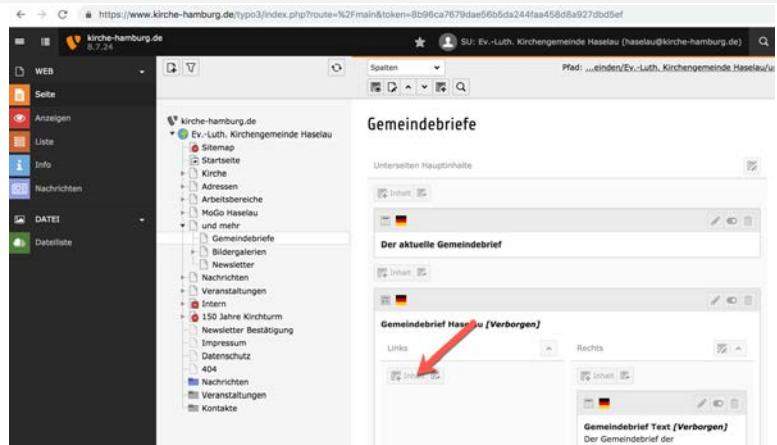 https://www.kirche-hamburg.de/typo3/index.php?route=%2Fmain&token=8b96ca7679dae56b5da244faa458d8a927dbd5ef
kirche-hamburg.de
8.7.24
SU: Ev.-Luth. Kirchengemeinde Haselau (haselau@kirche-hamburg.de)
WEB
Seite
Anzeigen
Liste
Info
Nachrichten
DATEI
Dateiliste
kirche-hamburg.de
Ev.-Luth. Kirchengemeinde Haselau
Sitemap
Startseite
Kirche
Adressen
Arbeitsbereiche
MoGo Haselau
und mehr
Gemeindebriefe
Bildergalerien
Newsletter
Nachrichten
Veranstaltungen
Intern
150 Jahre Kirchturm
Newsletter Bestätigung
Impressum
Datenschutz
404
Nachrichten
Veranstaltungen
Kontakte
Spalten
Pfad: ...einden/Ev.-Luth. Kirchengemeinde Haselau/u
Gemeindebriefe
Unterseiten Hauptinhalte
Inhalt
Der aktuelle Gemeindebrief
Inhalt
Gemeindebrief Haselau [Verborgen]
Links
Rechts
Inhalt
Inhalt
Gemeindebrief Text [Verborgen]
Der Gemeindebrief der